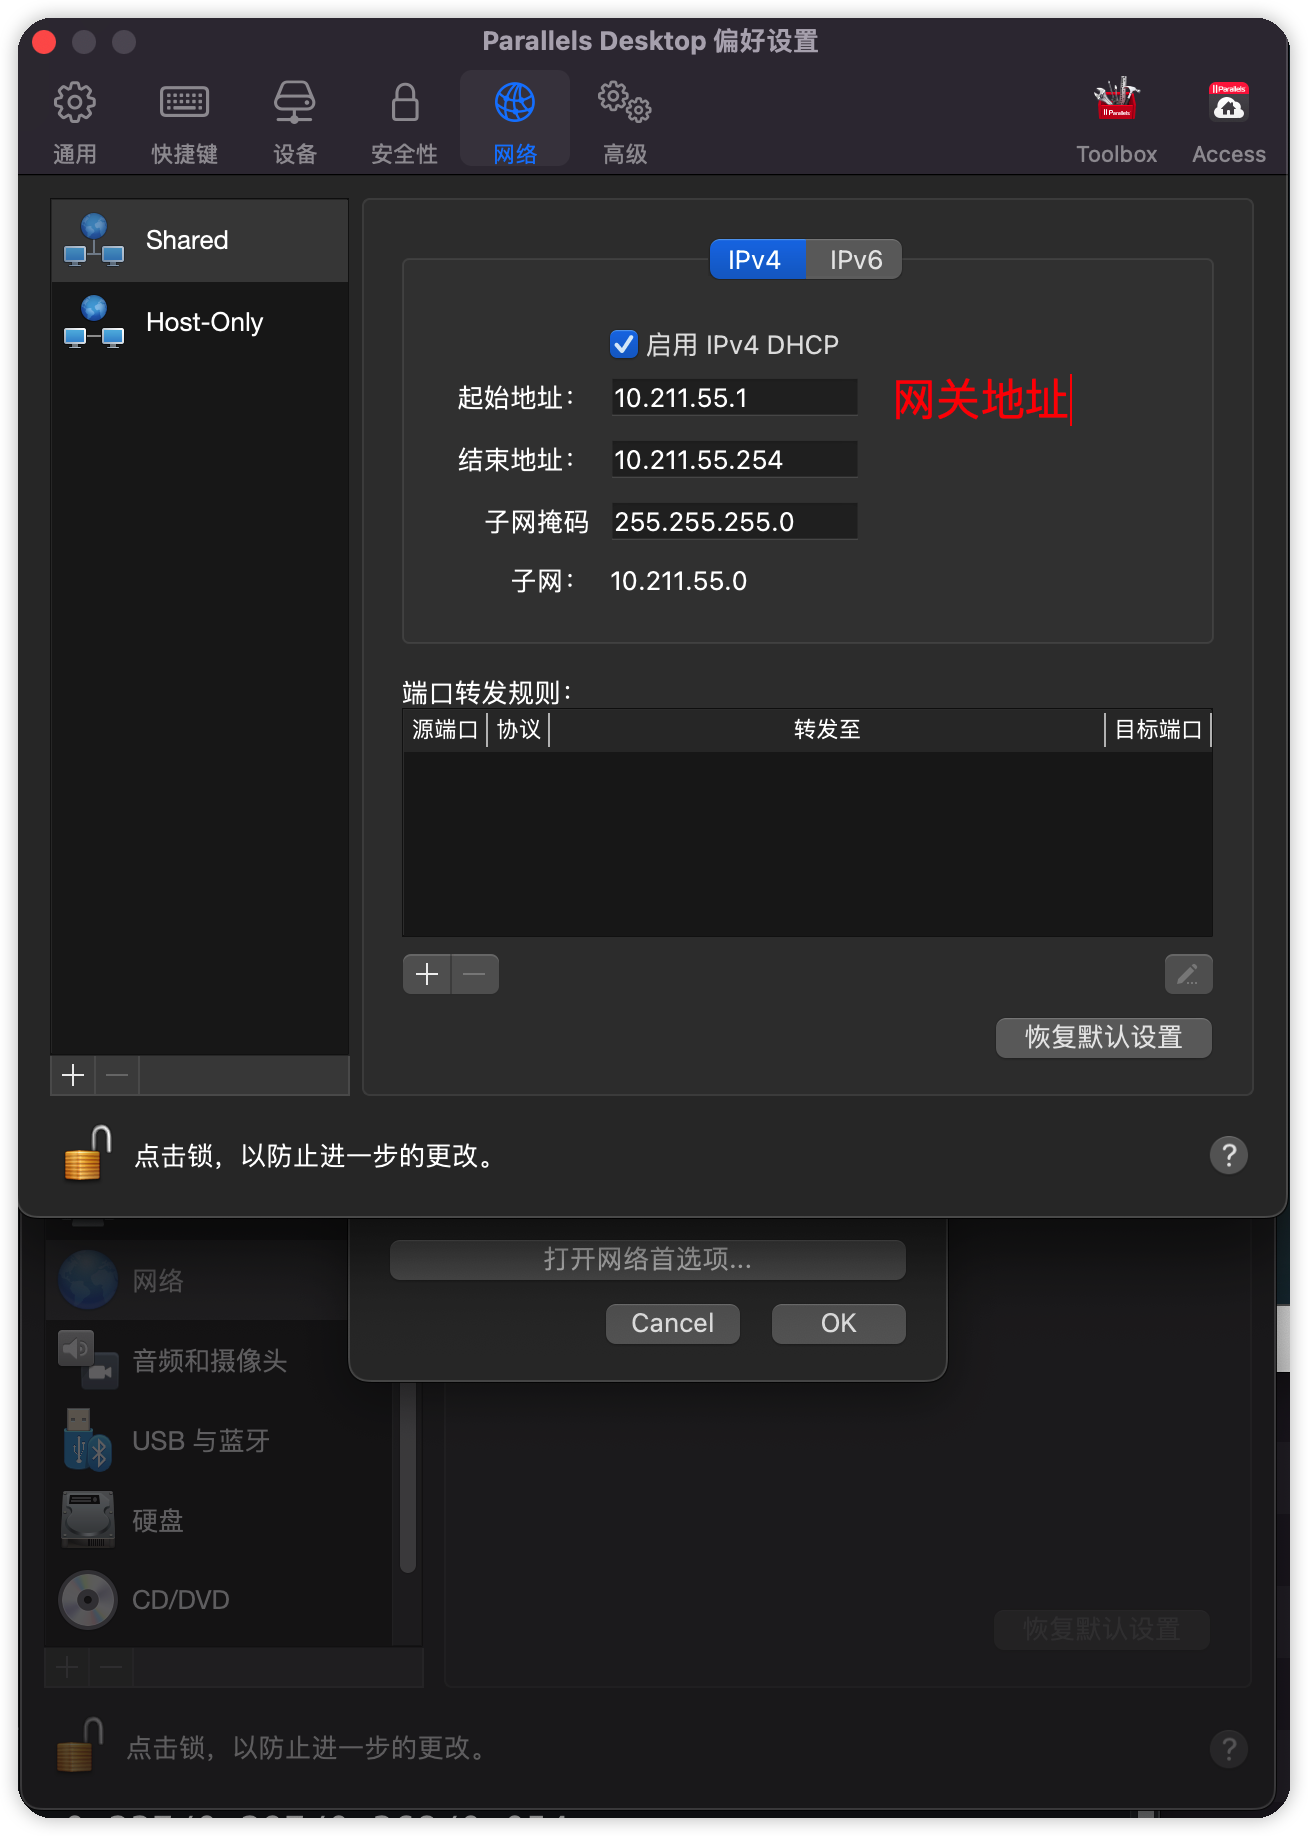 Parallels Desktop 偏好设置
通用 快捷键 设备 安全性 网络 高级 Toolbox Access
Parallels
Parallels
Shared
Host-Only
IPv4 IPv6
启用 IPv4 DHCP
起始地址： 10.211.55.1 网关地址
结束地址： 10.211.55.254
子网掩码 255.255.255.0
子网： 10.211.55.0
端口转发规则：
源端口 协议 转发至 目标端口
恢复默认设置
点击锁，以防止进一步的更改。
打开网络首选项...
网络
Cancel OK
音频和摄像头
USB 与蓝牙
硬盘
CD/DVD
恢复默认设置
点击锁，以防止进一步的更改。